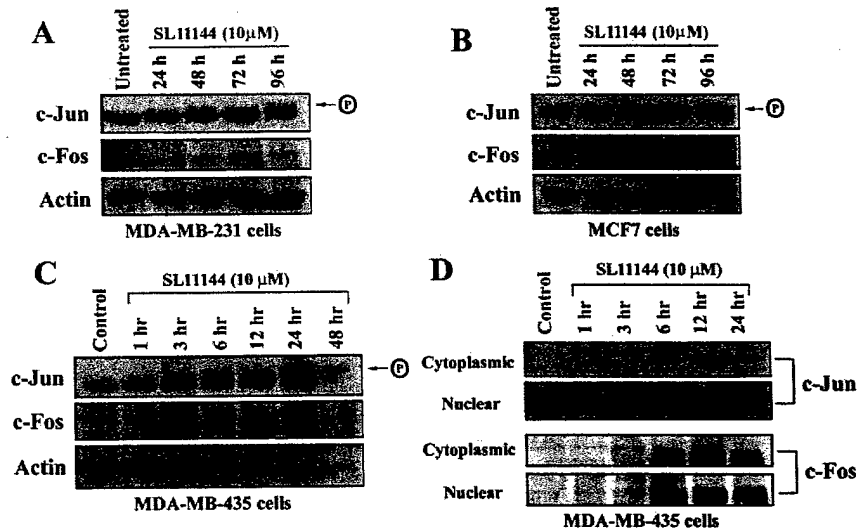 A
SL11144 (10μM)
Untreated
24 h
48 h
72 h
96 h
c-Jun
P
c-Fos
Actin
MDA-MB-231 cells
B
SL11144 (10μM)
Untreated
24 h
48 h
72 h
96 h
c-Jun
P
c-Fos
Actin
MCF7 cells
C
SL11144 (10 μM)
Control
1 hr
3 hr
6 hr
12 hr
24 hr
48 hr
c-Jun
P
c-Fos
Actin
MDA-MB-435 cells
D
SL11144 (10 μM)
Control
1 hr
3 hr
6 hr
12 hr
24 hr
Cytoplasmic
Nuclear
c-Jun
Cytoplasmic
Nuclear
c-Fos
MDA-MB-435 cells